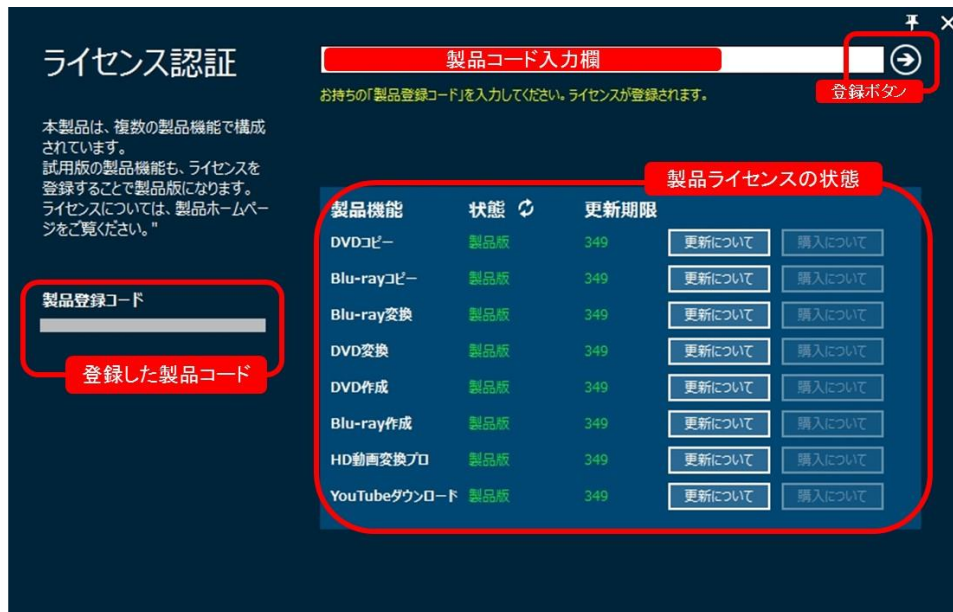 ライセンス認証
製品コード入力欄
お持ちの「製品登録コード」を入力してください。ライセンスが登録されます。
登録ボタン
本製品は、複数の製品機能で構成
されています。
試用版の製品機能も、ライセンスを
登録することで製品版になります。
ライセンスについては、製品ホームペー
ジをご覧ください。"
製品登録コード
登録した製品コード
製品ライセンスの状態
製品機能 状態 更新期限
DVDコピー 製品版 349 更新について 購入について
Blu-rayコピー 製品版 349 更新について 購入について
Blu-ray変換 製品版 349 更新について 購入について
DVD変換 製品版 349 更新について 購入について
DVD作成 製品版 349 更新について 購入について
Blu-ray作成 製品版 349 更新について 購入について
HD動画変換プロ 製品版 349 更新について 購入について
YouTubeダウンロード 製品版 349 更新について 購入について